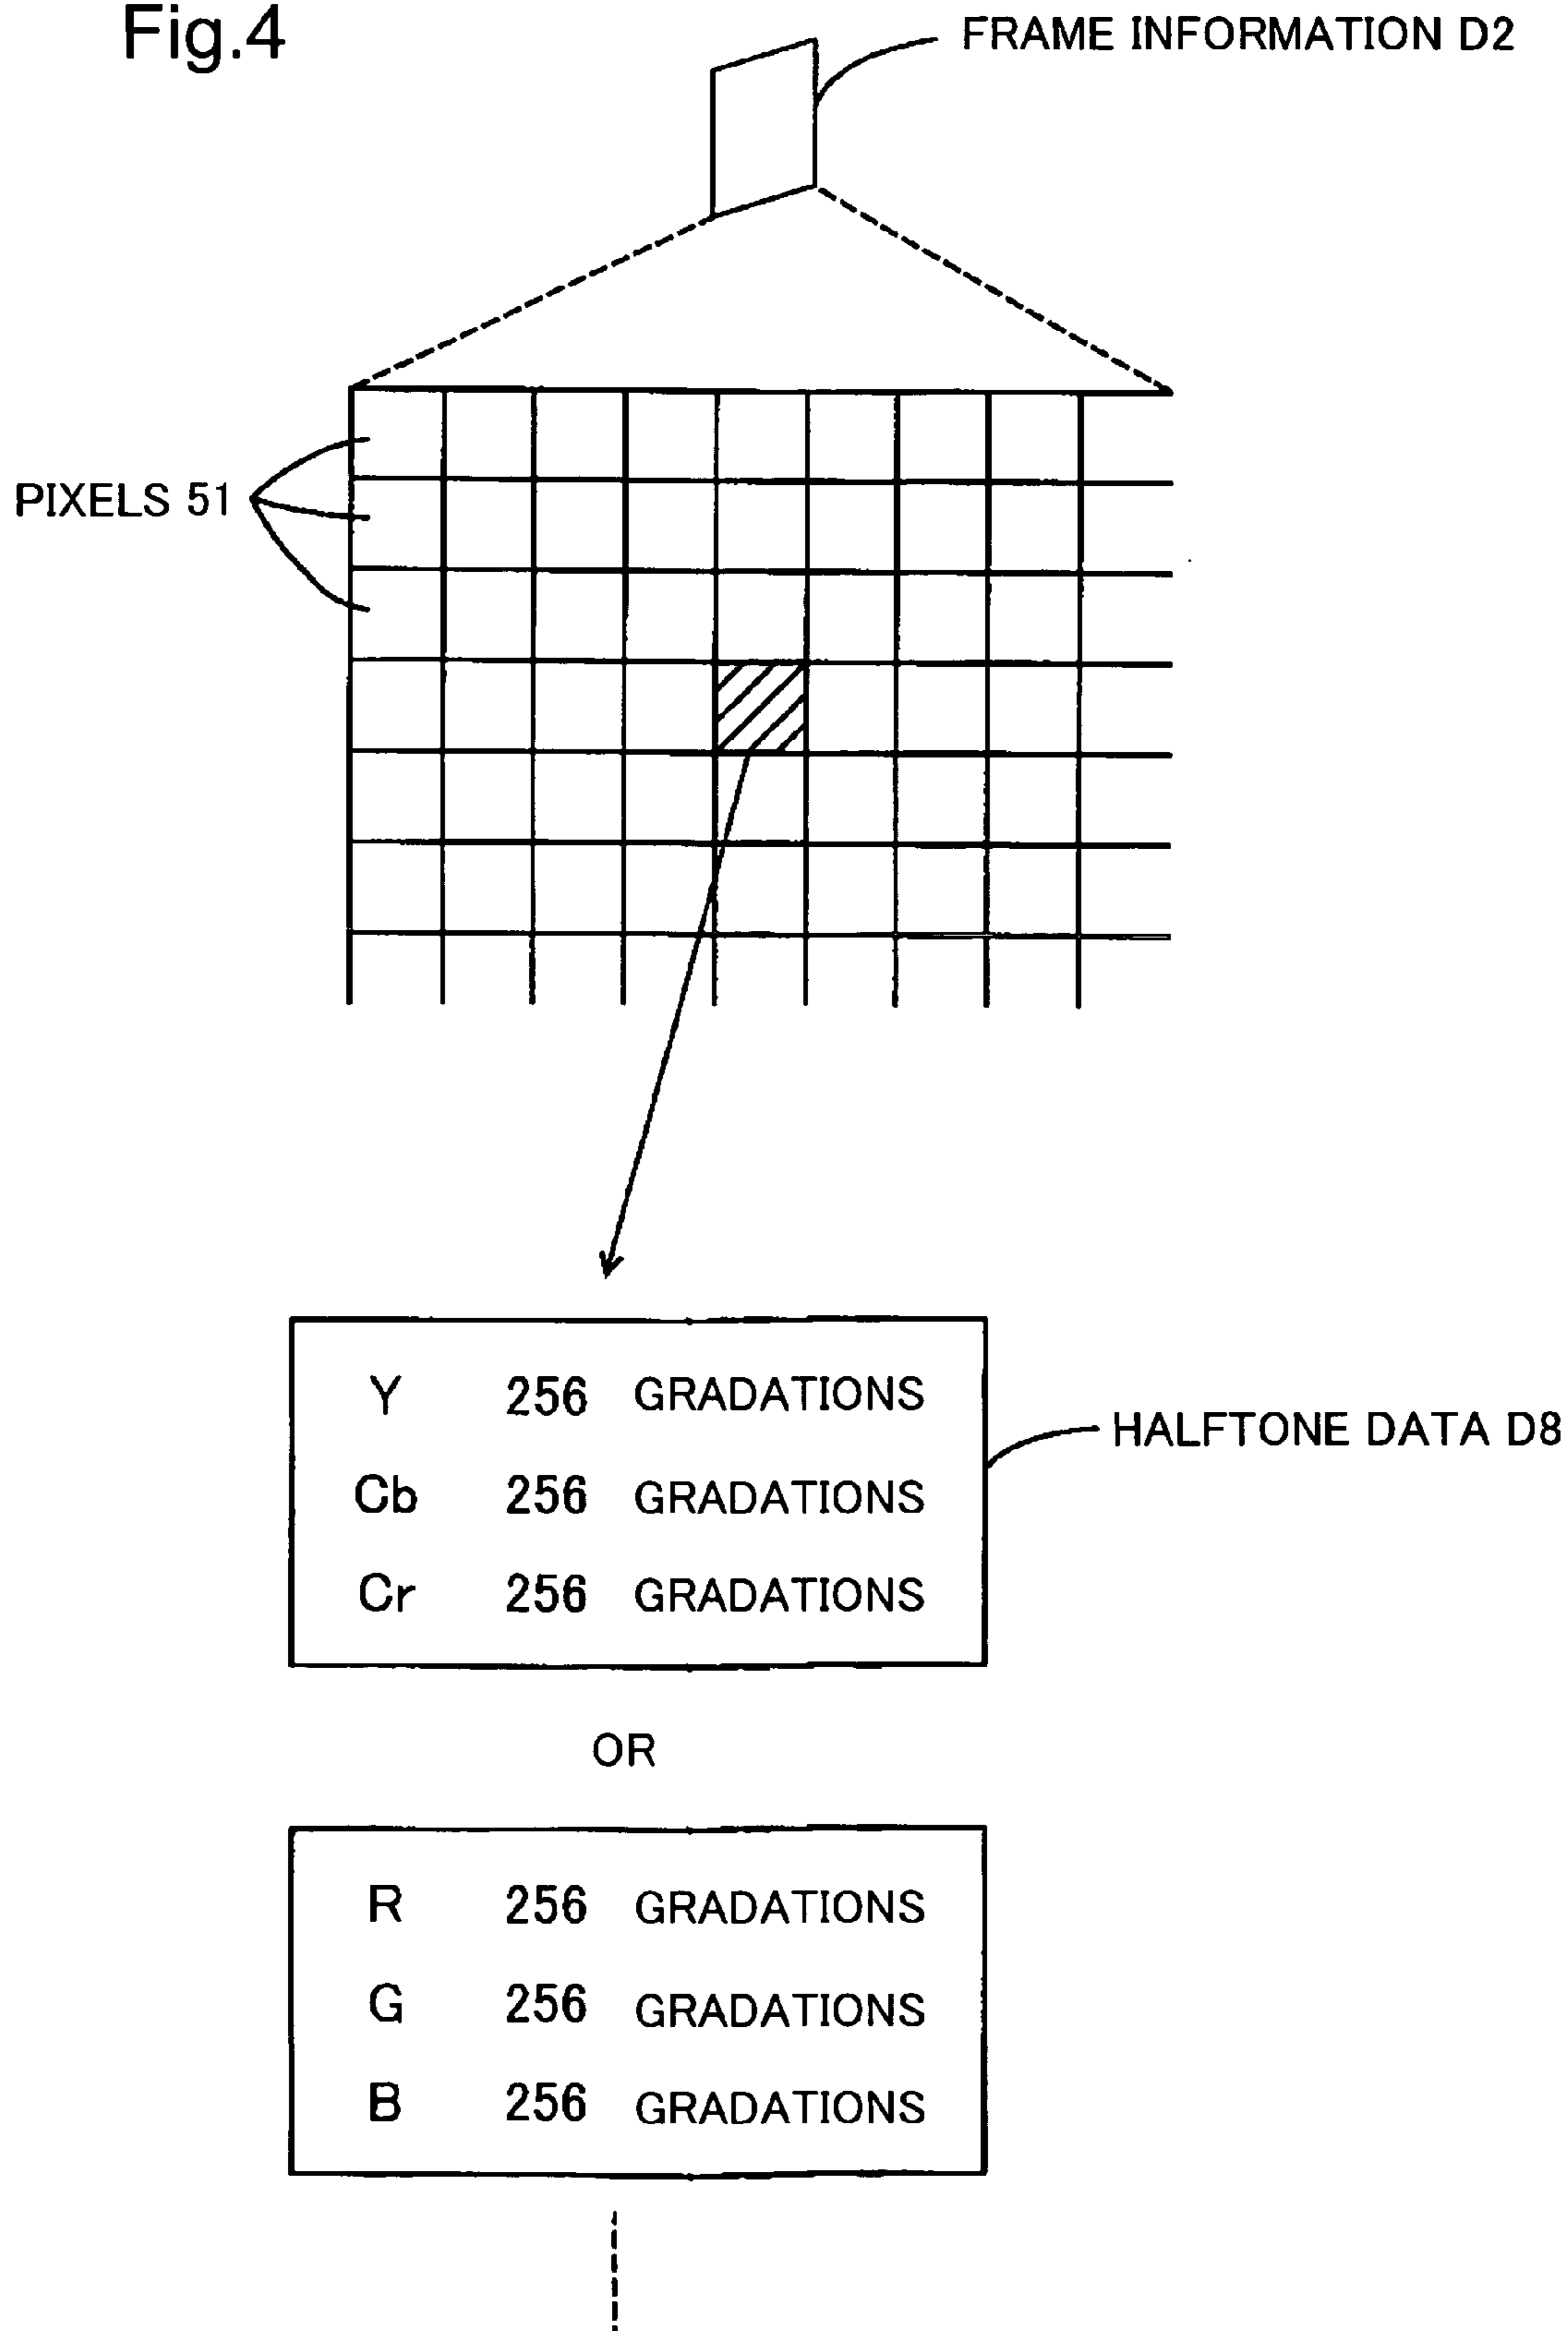 Fig.4
FRAME INFORMATION D2
PIXELS 51
Y 256 GRADATIONS
Cb 256 GRADATIONS
Cr 256 GRADATIONS
HALFTONE DATA D8
OR
R 256 GRADATIONS
G 256 GRADATIONS
B 256 GRADATIONS